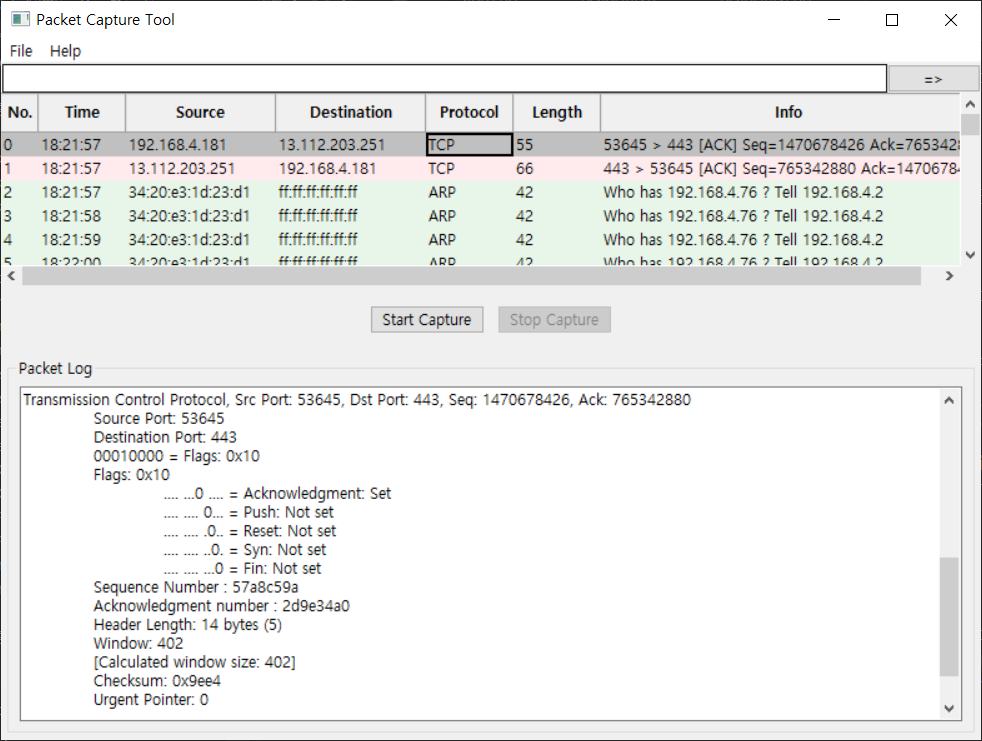 Packet Capture Tool
File Help
=>
No. Time Source Destination Protocol Length Info
0 18:21:57 192.168.4.181 13.112.203.251 TCP 55 53645 > 443 [ACK] Seq=1470678426 Ack=765342
1 18:21:57 13.112.203.251 192.168.4.181 TCP 66 443 > 53645 [ACK] Seq=765342880 Ack=1470678
2 18:21:57 34:20:e3:1d:23:d1 ff:ff:ff:ff:ff:ff ARP 42 Who has 192.168.4.76 ? Tell 192.168.4.2
3 18:21:58 34:20:e3:1d:23:d1 ff:ff:ff:ff:ff:ff ARP 42 Who has 192.168.4.76 ? Tell 192.168.4.2
4 18:21:59 34:20:e3:1d:23:d1 ff:ff:ff:ff:ff:ff ARP 42 Who has 192.168.4.76 ? Tell 192.168.4.2
5 18:22:00 34:20:e3:1d:23:d1 ff:ff:ff:ff:ff:ff ARP 42 Who has 192.168.4.76 ? Tell 192.168.4.2
Start Capture Stop Capture
Packet Log
Transmission Control Protocol, Src Port: 53645, Dst Port: 443, Seq: 1470678426, Ack: 765342880
Source Port: 53645
Destination Port: 443
00010000 = Flags: 0x10
Flags: 0x10
.... ...0 .... = Acknowledgment: Set
.... .... 0... = Push: Not set
.... .... .0.. = Reset: Not set
.... .... ..0. = Syn: Not set
.... .... ...0 = Fin: Not set
Sequence Number : 57a8c59a
Acknowledgment number : 2d9e34a0
Header Length: 14 bytes (5)
Window: 402
[Calculated window size: 402]
Checksum: 0x9ee4
Urgent Pointer: 0